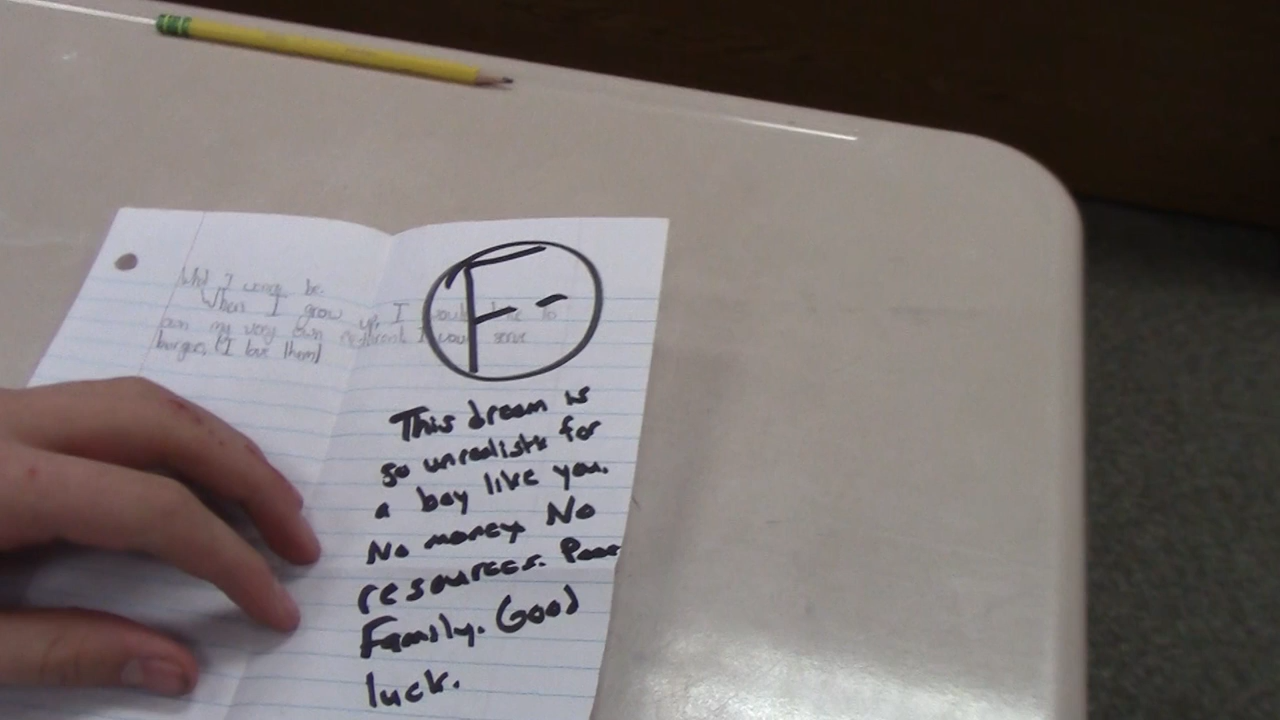 What I wanna be.
When I grow up, I would like to
own my very own I would serve
burgers, (I love them)
F-
This dream is
so unrealistic for
a boy like you.
No money. No
resources. Poor
Family. Good
luck.